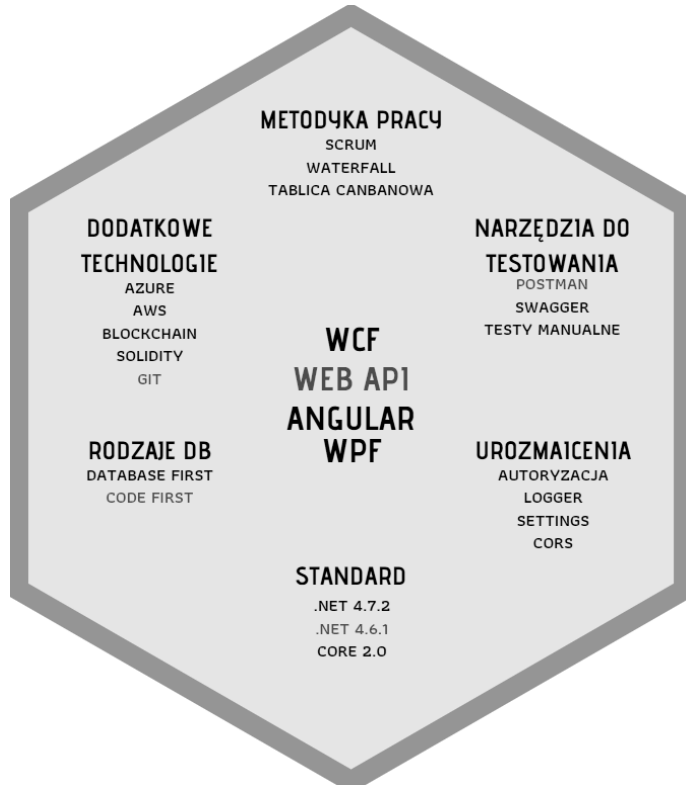 METODYKA PRACY
SCRUM
WATERFALL
TABLICA CANBANOWA
DODATKOWE
TECHNOLOGIE
AZURE
AWS
BLOCKCHAIN
SOLIDITY
GIT
NARZĘDZIA DO
TESTOWANIA
POSTMAN
SWAGGER
TESTY MANUALNE
WCF
WEB API
ANGULAR
WPF
RODZAJE DB
DATABASE FIRST
CODE FIRST
UROZMAICENIA
AUTORYZACJA
LOGGER
SETTINGS
CORS
STANDARD
.NET 4.7.2
.NET 4.6.1
CORE 2.0